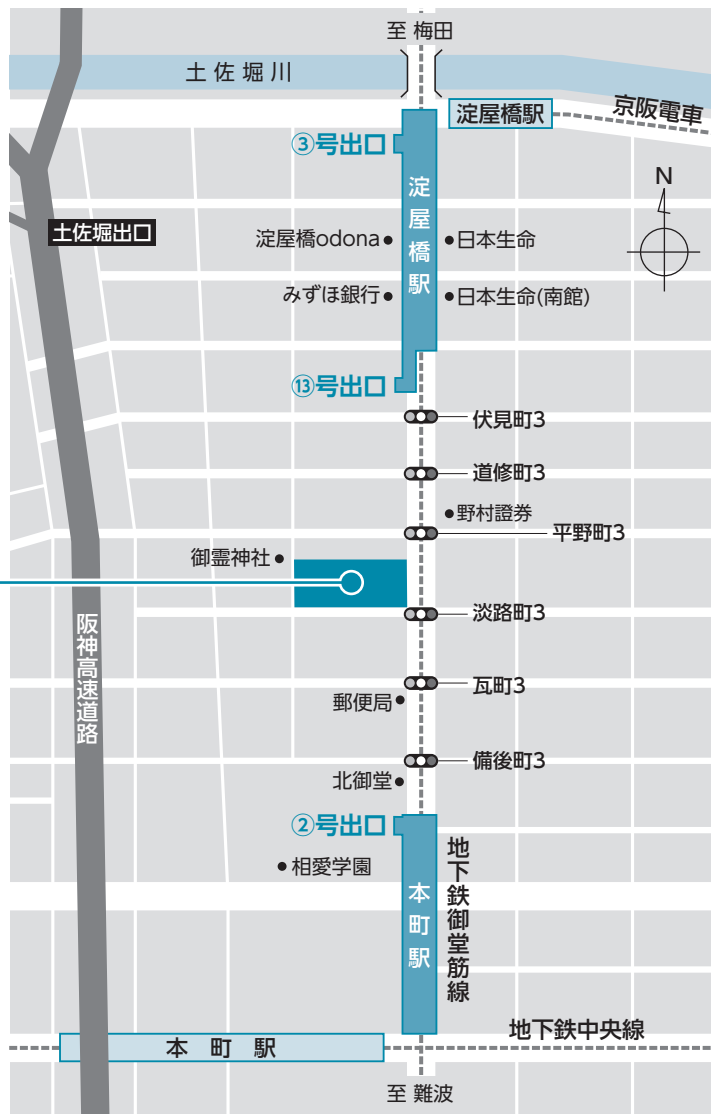 至 梅田
土佐堀川
淀屋橋駅
京阪電車
③号出口
淀屋橋駅
N
土佐堀出口
淀屋橋odona
日本生命
みずほ銀行
日本生命(南館)
⑬号出口
伏見町3
道修町3
野村證券
平野町3
御霊神社
淡路町3
阪神高速道路
瓦町3
郵便局
備後町3
北御堂
②号出口
地下鉄御堂筋線
相愛学園
本町駅
地下鉄中央線
本町駅
至 難波